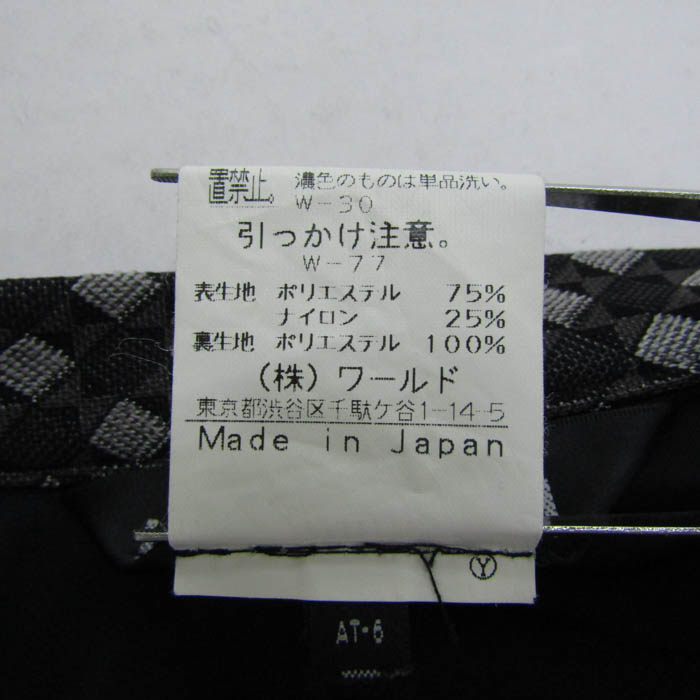 置禁止。 濃色のものは単品洗い。
W-30
引っかけ注意。
W-77
表生地 ポリエステル 75%
ナイロン 25%
裏生地 ポリエステル 100%
(株) ワールド
東京都渋谷区千駄ケ谷1-14-5
Made in Japan
Y
AT-6